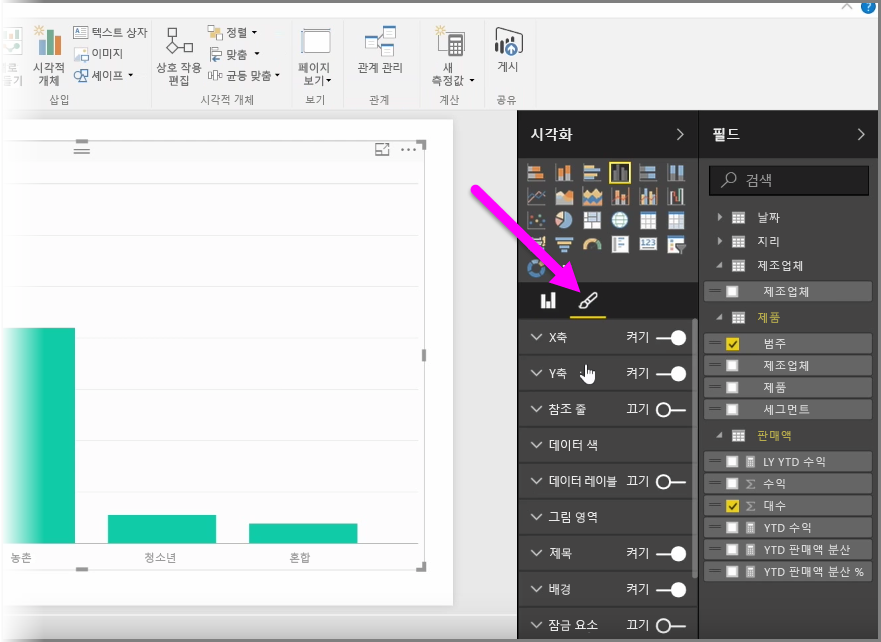 텍스트 상자
이미지
셰이프
시각적
개체
삽입
상호 작용
편집
정렬
맞춤
균등 맞춤
시각적 개체
페이지
보기
보기
관계 관리
관계
새
측정값
계산
게시
공유
농촌
청소년
혼합
시각화
123
X축 켜기
Y축 켜기
참조 줄 끄기
데이터 색
데이터 레이블 끄기
그림 영역
제목 켜기
배경 켜기
잠금 요소 끄기
필드
검색
날짜
지리
제조업체
제조업체
제품
범주
제조업체
제품
세그먼트
판매액
LY YTD 수익
Σ 수익
Σ 대수
YTD 수익
YTD 판매액 분산
YTD 판매액 분산 %